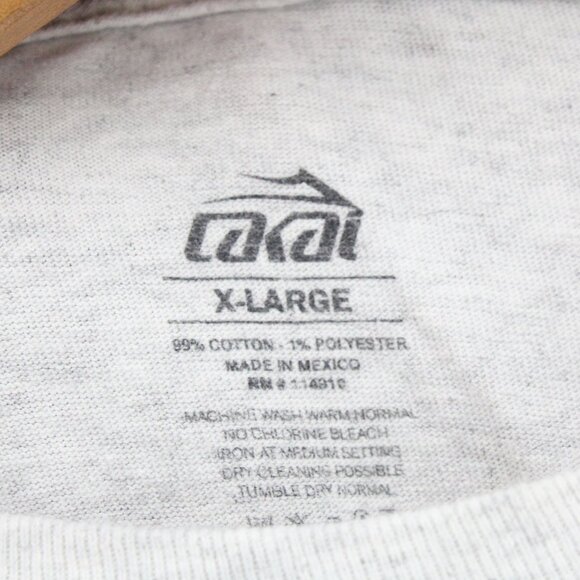 Lakai
X-LARGE
99% COTTON - 1% POLYESTER
MADE IN MEXICO
RN # 114910
MACHINE WASH WARM NORMAL
NO CHLORINE BLEACH
IRON AT MEDIUM SETTING
DRY CLEANING POSSIBLE
TUMBLE DRY NORMAL